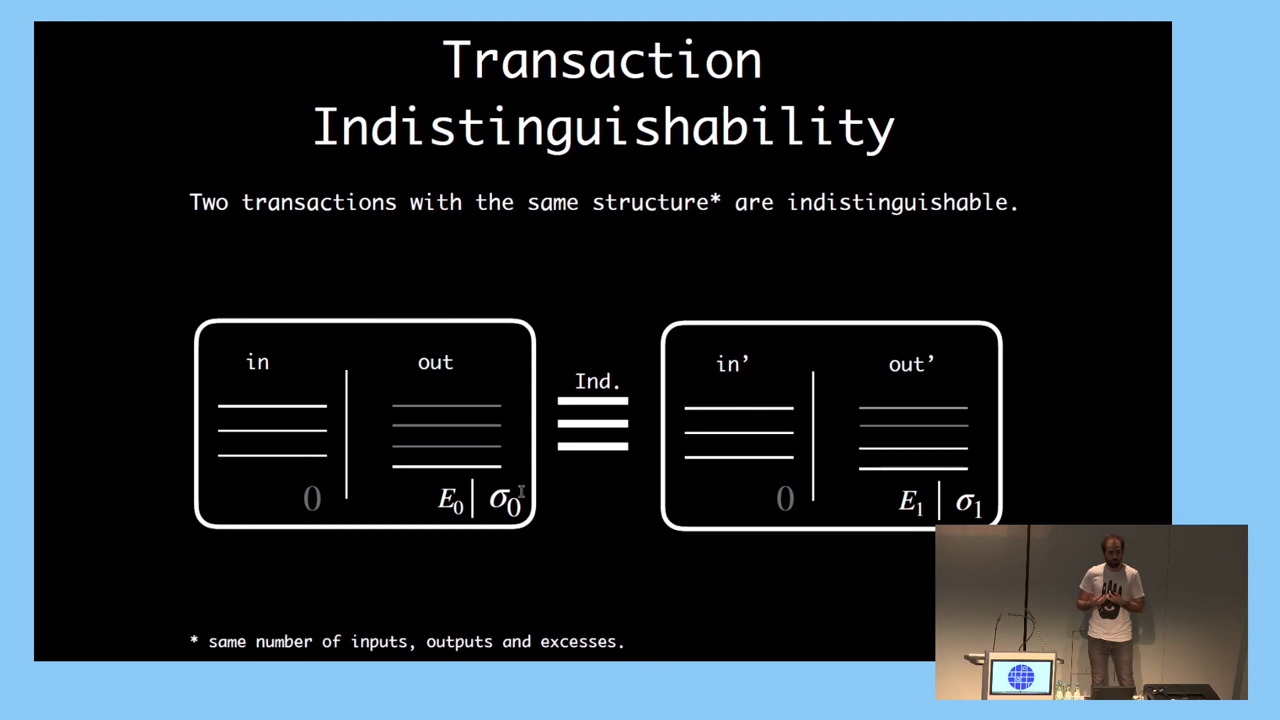 Transaction
Indistinguishability
Two transactions with the same structure* are indistinguishable.
in
out
0
E₀ | σ₀
Ind.
in’
out’
0
E₁ | σ₁
* same number of inputs, outputs and excesses.